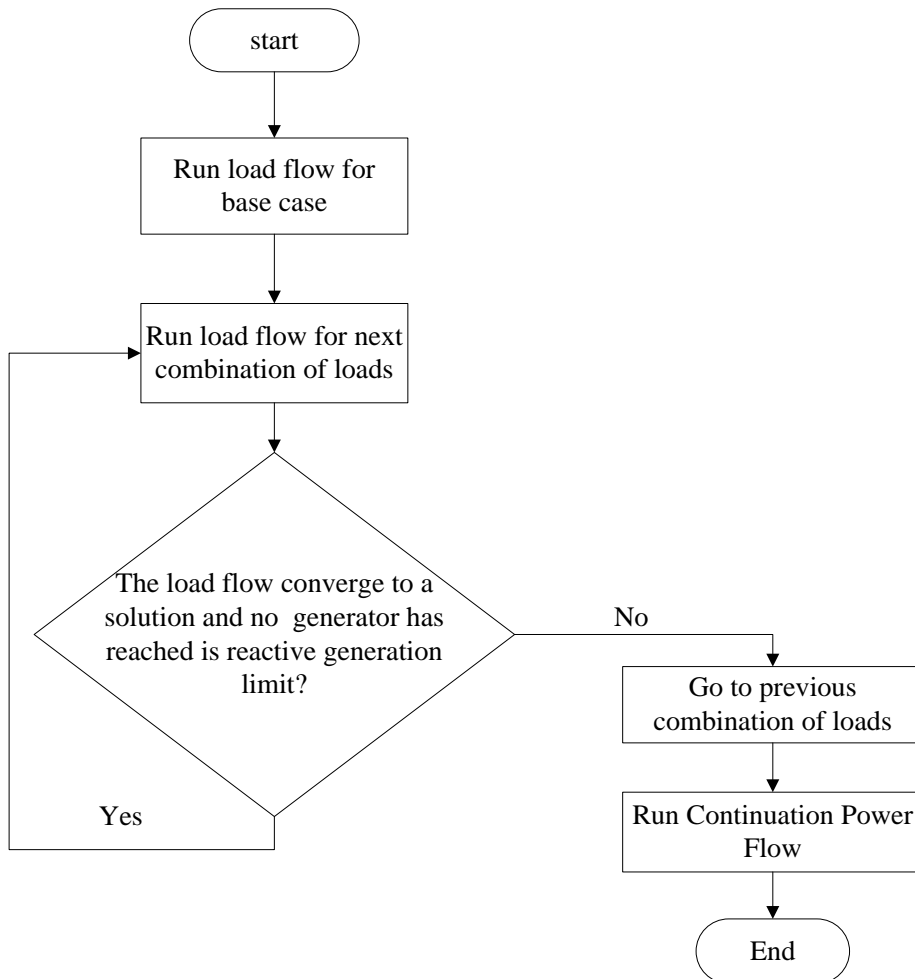 start
Run load flow for
base case
Run load flow for next
combination of loads
The load flow converge to a
solution and no generator has
reached is reactive generation
limit?
No
Go to previous
combination of loads
Yes
Run Continuation Power
Flow
End